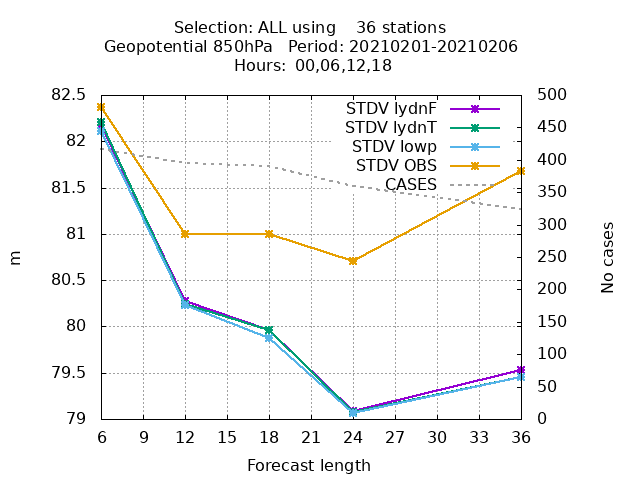 Selection: ALL using    36 stations
Geopotential 850hPa   Period: 20210201-20210206
Hours: 00,06,12,18
82.5
82
81.5
81
80.5
80
79.5
79
m
500
450
400
350
300
250
200
150
100
50
0
No cases
STDV IydnF
STDV IydnT
STDV Iowp
STDV OBS
CASES
6 9 12 15 18 21 24 27 30 33 36
Forecast length